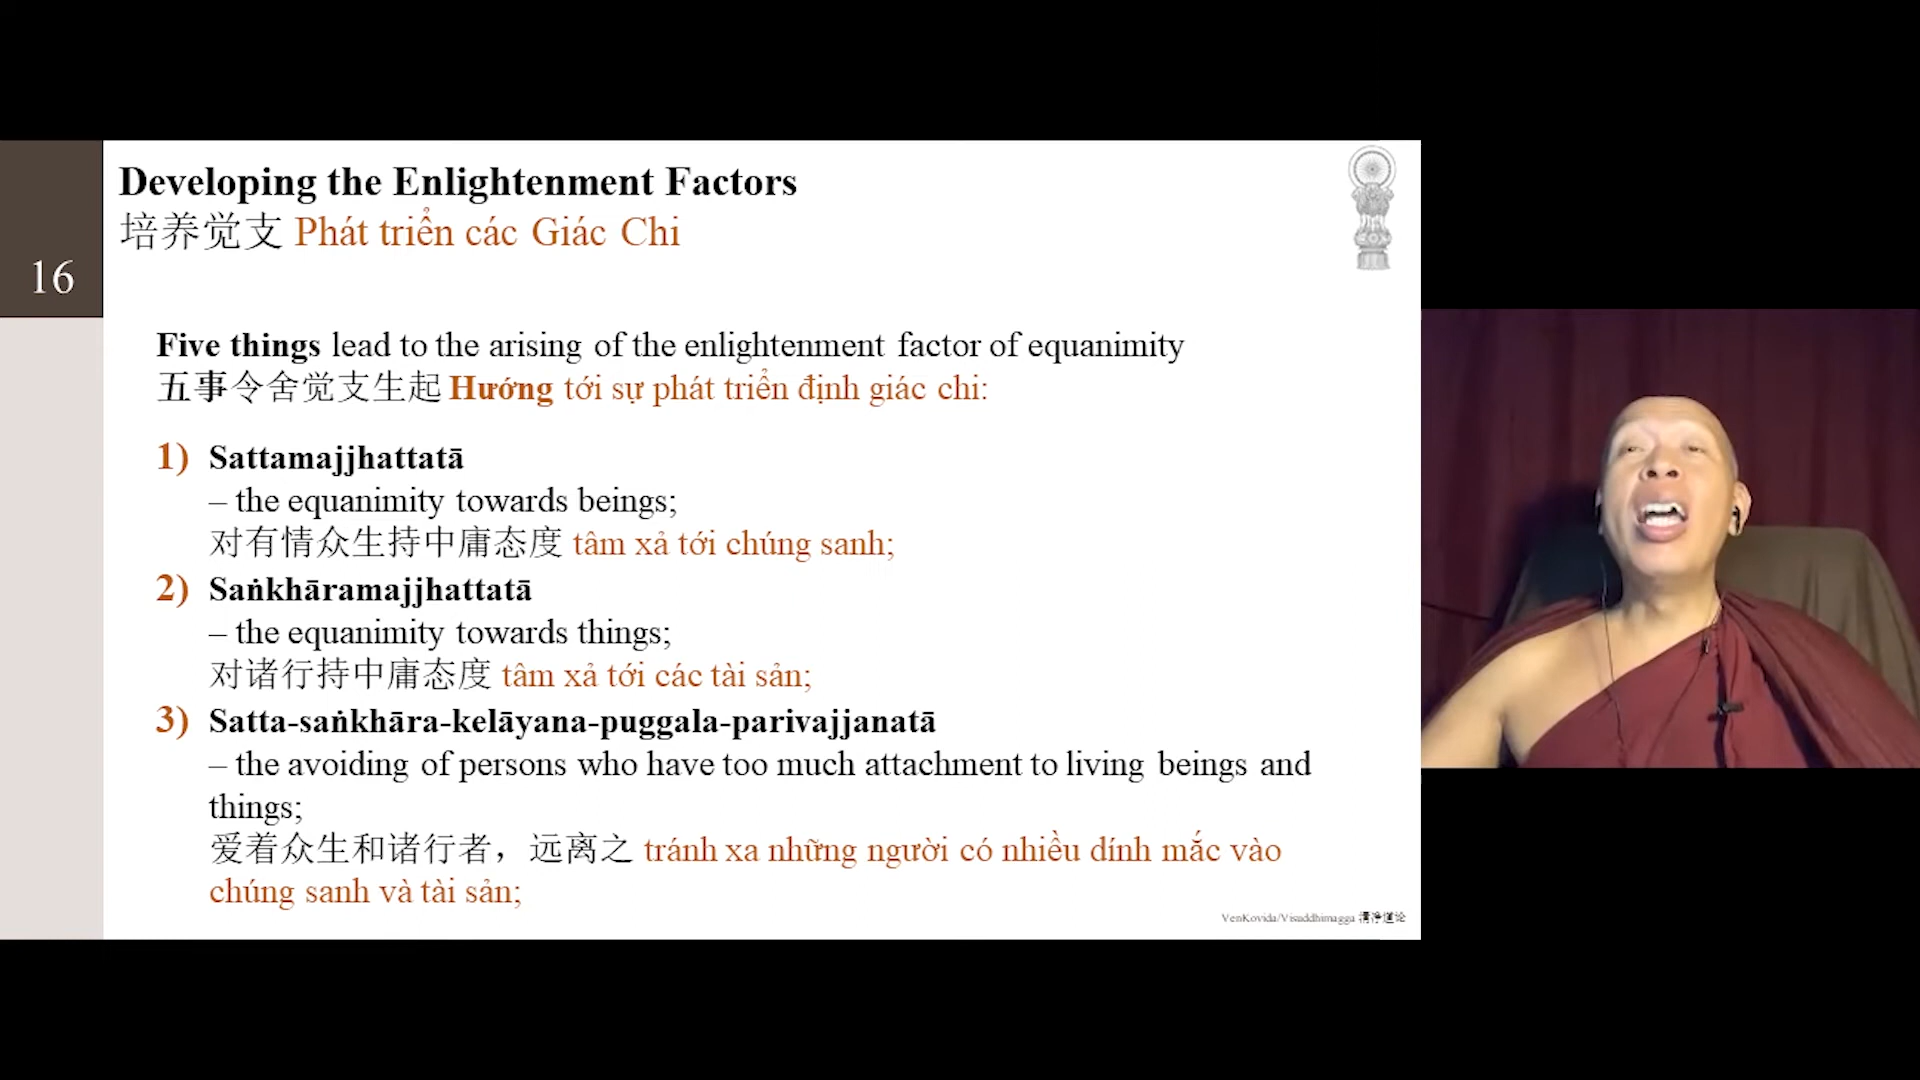 Developing the Enlightenment Factors
培养觉支 Phát triển các Giác Chi
16
Five things lead to the arising of the enlightenment factor of equanimity
五事令舍觉支生起 Hướng tới sự phát triển định giác chi:
1) Sattamajjhattatā
– the equanimity towards beings;
对有情众生持中庸态度 tâm xả tới chúng sanh;
2) Saṅkhāramajjhattatā
– the equanimity towards things;
对诸行持中庸态度 tâm xả tới các tài sản;
3) Satta-saṅkhāra-kelāyana-puggala-parivajjanatā
– the avoiding of persons who have too much attachment to living beings and
things;
爱着众生和诸行者，远离之 tránh xa những người có nhiều dính mắc vào
chúng sanh và tài sản;
VenKovida/Visuddhimagga 清净道论